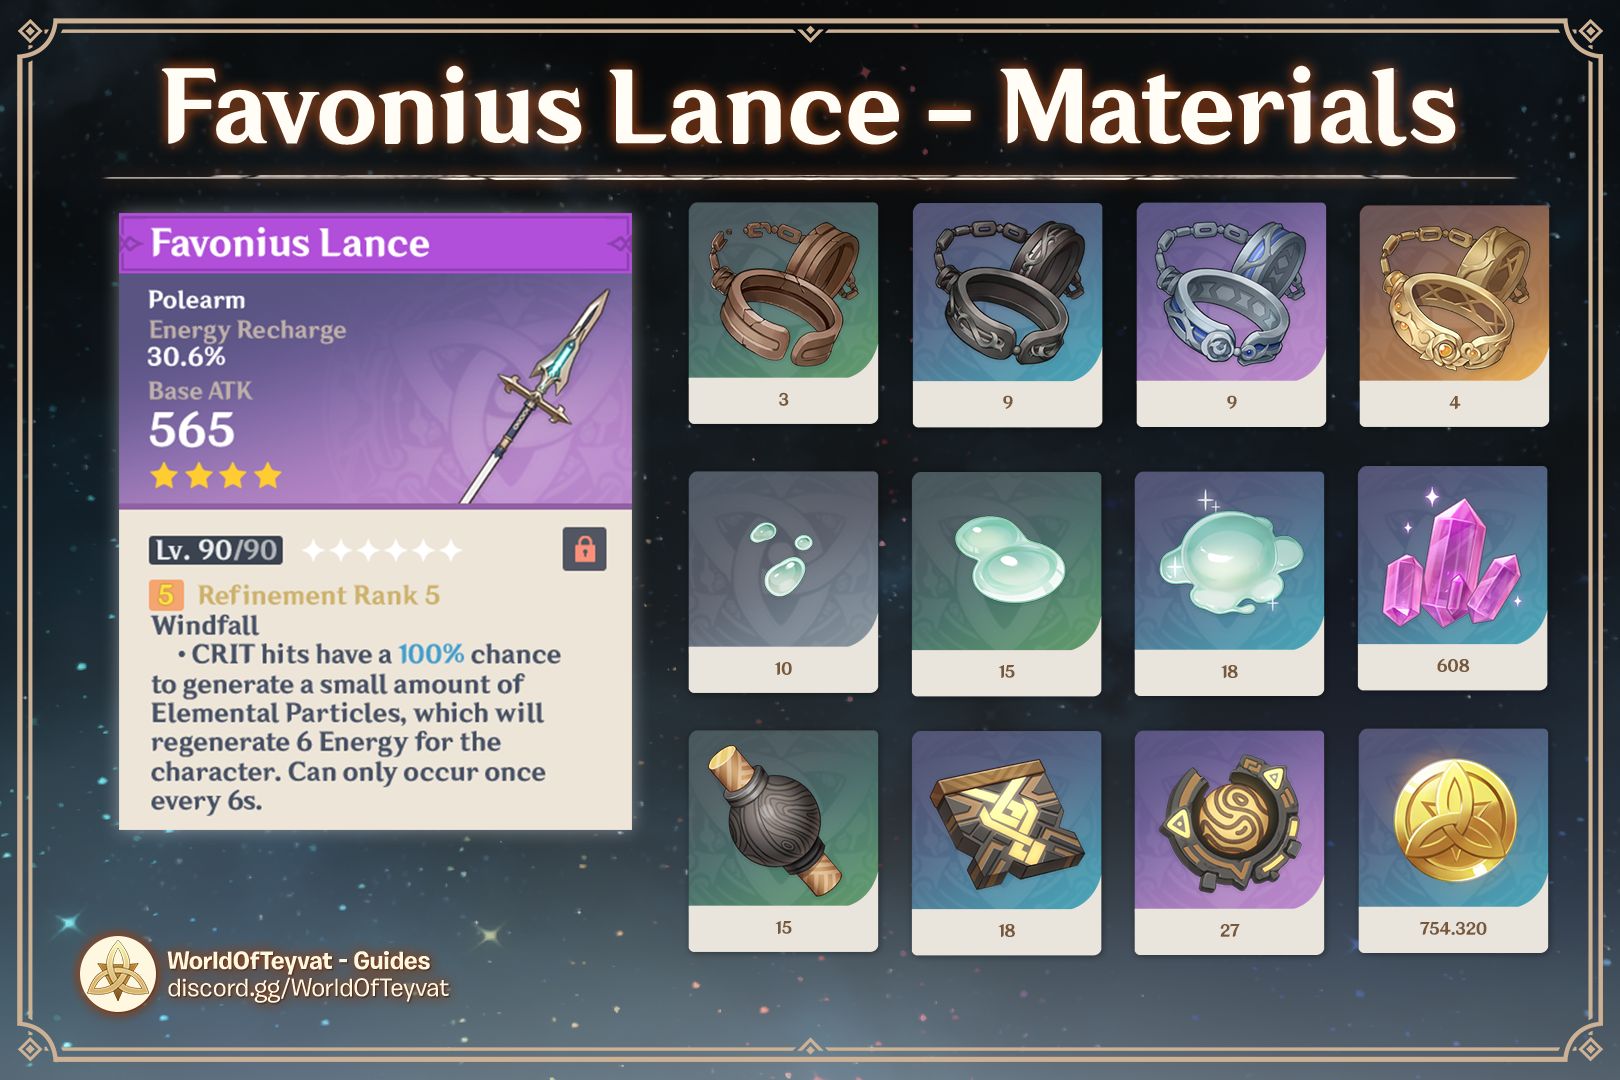 Favonius Lance - Materials
Favonius Lance
Polearm
Energy Recharge
30.6%
Base ATK
565
Lv. 90/90
5 Refinement Rank 5
Windfall
• CRIT hits have a 100% chance
to generate a small amount of
Elemental Particles, which will
regenerate 6 Energy for the
character. Can only occur once
every 6s.
3
9
9
4
10
15
18
608
15
18
27
754.320
WorldOfTeyvat - Guides
discord.gg/WorldOfTeyvat